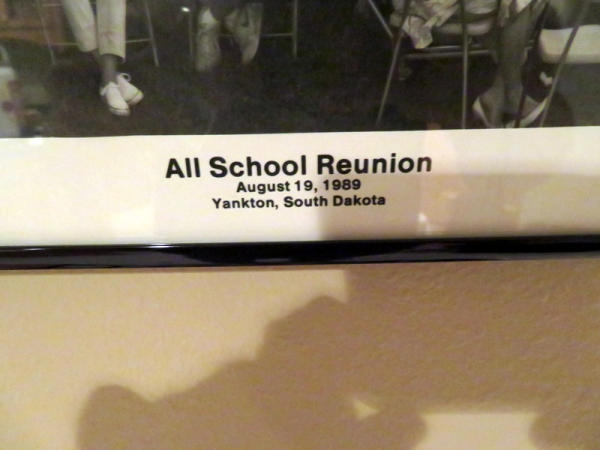 All School Reunion
August 19, 1989
Yankton, South Dakota